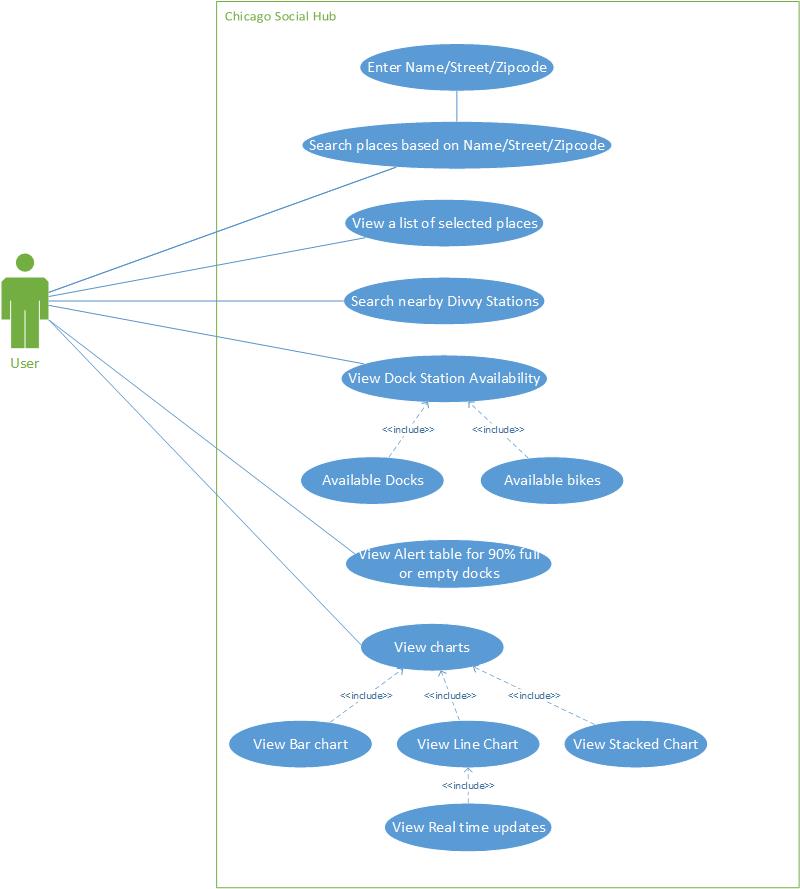 Chicago Social Hub
Enter Name/Street/Zipcode
Search places based on Name/Street/Zipcode
View a list of selected places
Search nearby Divvy Stations
User
View Dock Station Availability
<<include>>
<<include>>
Available Docks
Available bikes
View Alert table for 90% full
or empty docks
View charts
<<include>>
<<include>>
<<include>>
View Bar chart
View Line Chart
View Stacked Chart
<<include>>
View Real time updates